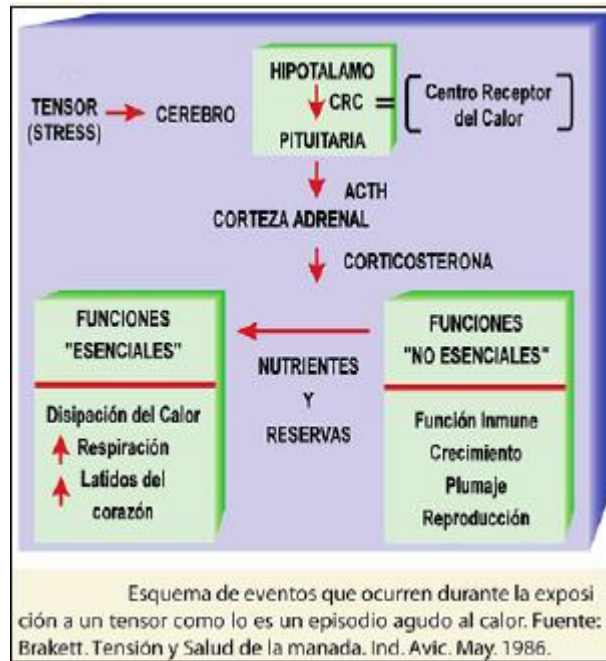 HIPOTALAMO
CRC = [Centro Receptor
del Calor]
TENSOR
(STRESS)
CEREBRO
PITUITARIA
ACTH
CORTEZA ADRENAL
CORTICOSTERONA
FUNCIONES
"ESENCIALES"
Disipación del Calor
Respiración
Latidos del
corazón
NUTRIENTES
Y
RESERVAS
FUNCIONES
"NO ESENCIALES"
Función Inmune
Crecimiento
Plumaje
Reproducción
Esquema de eventos que ocurren durante la exposi
ción a un tensor como lo es un episodio agudo al calor. Fuente:
Brakett. Tensión y Salud de la manada. Ind. Avic. May. 1986.